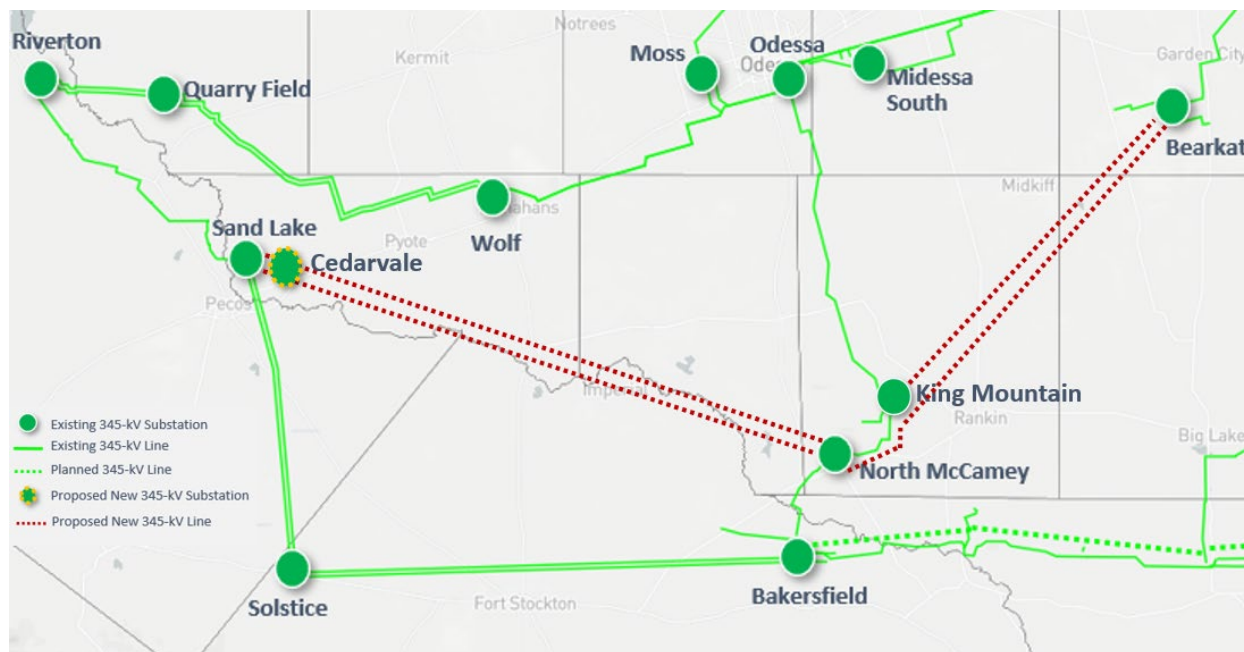 Riverton
Quarry Field
Kermit
Notrees
Moss
Odessa
Midessa
South
Garden City
Bearkat
Sand Lake
Cedarvale
Pyote
Wolf
Midkiff
Pecos
Imperial
King Mountain
Rankin
North McCamey
Big Lake
Existing 345-kV Substation
Existing 345-kV Line
Planned 345-kV Line
Proposed New 345-kV Substation
Proposed New 345-kV Line
Solstice
Fort Stockton
Bakersfield